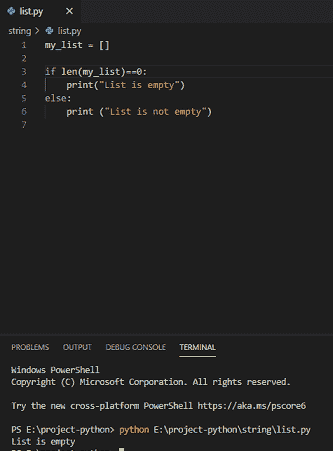 list.py
string > list.py
1 my_list = []
2
3 if len(my_list)==0:
4 print("List is empty")
5 else:
6 print ("List is not empty")
7
PROBLEMS OUTPUT DEBUG CONSOLE TERMINAL
Windows PowerShell
Copyright (C) Microsoft Corporation. All rights reserved.
Try the new cross-platform PowerShell https://aka.ms/pscore6
PS E:\project-python> python E:\project-python\string\list.py
List is empty